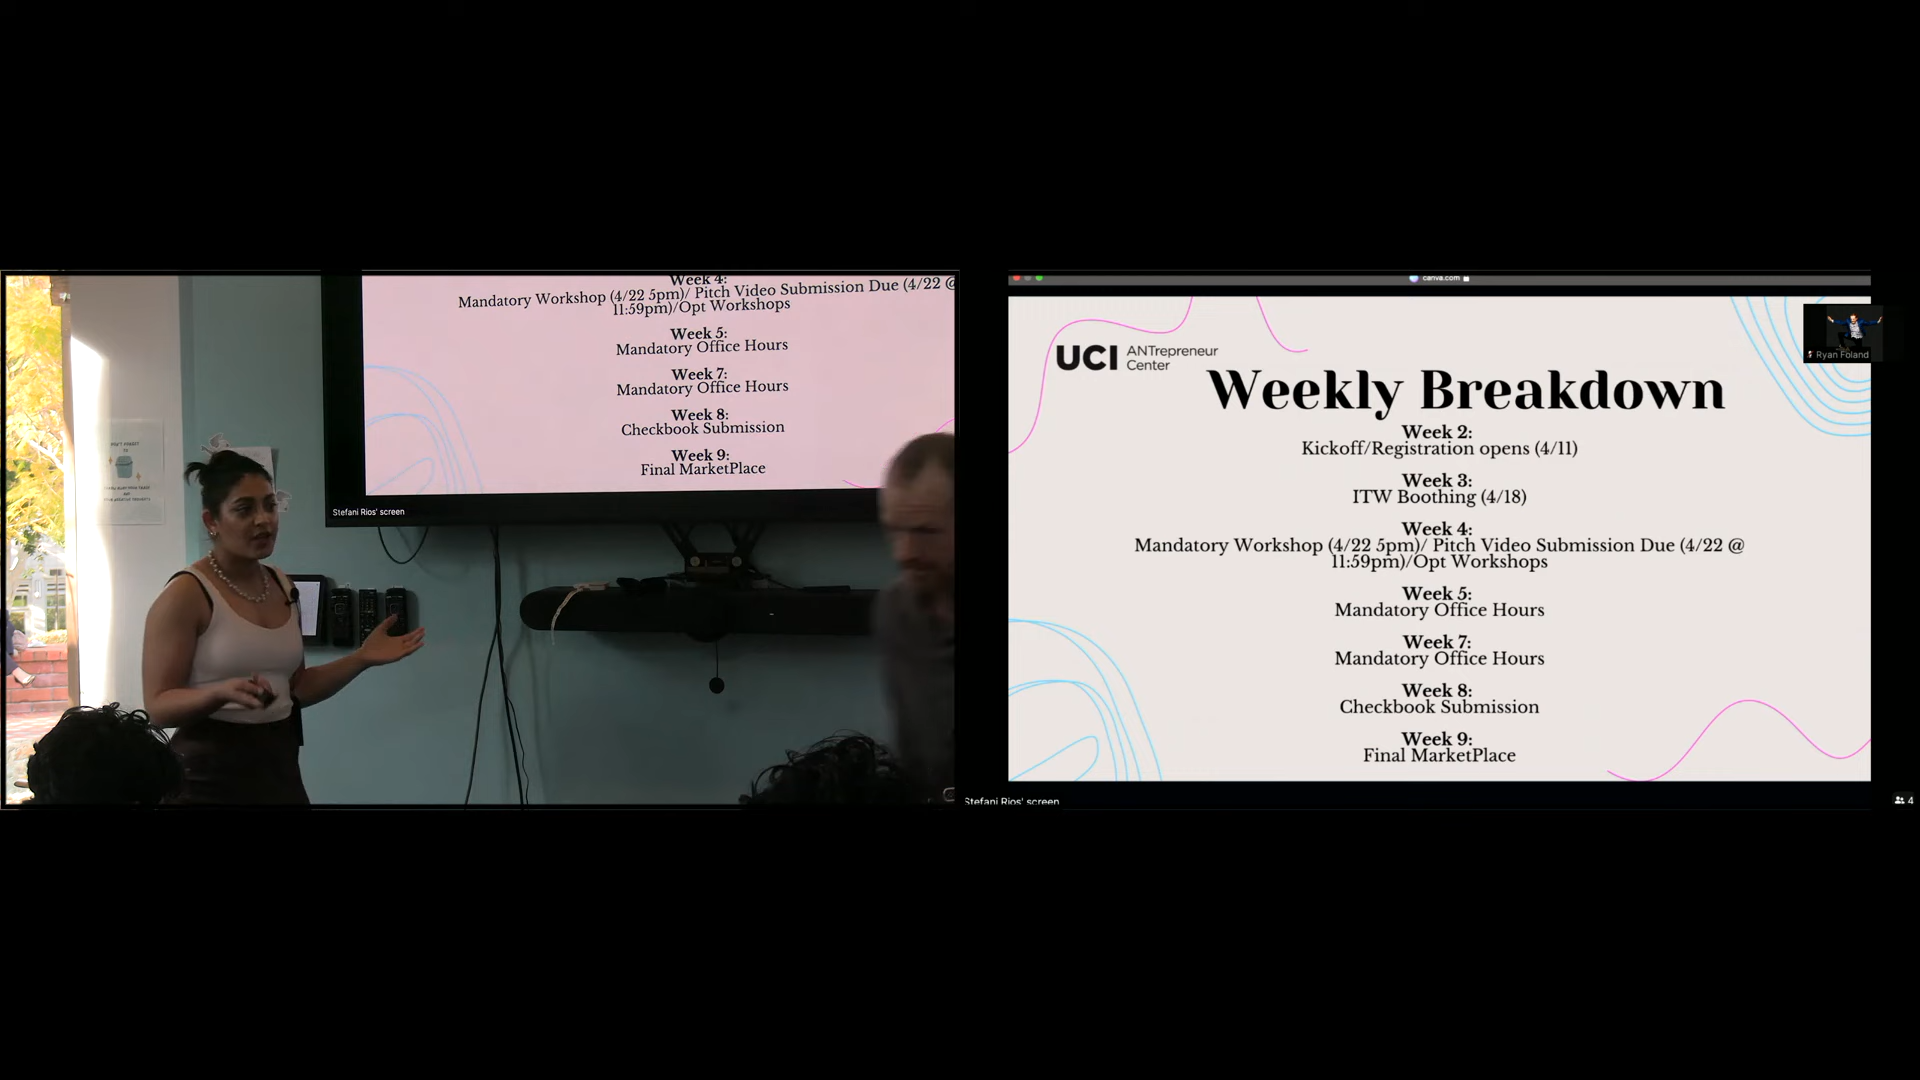 Week 4:
Mandatory Workshop (4/22 5pm)/ Pitch Video Submission Due (4/22 @
11:59pm)/Opt Workshops
Week 5:
Mandatory Office Hours
Week 7:
Mandatory Office Hours
Week 8:
Checkbook Submission
Week 9:
Final MarketPlace
Stefani Rios' screen
canva.com
UCI ANTrepreneur
Center
Weekly Breakdown
Week 2:
Kickoff/Registration opens (4/11)
Week 3:
ITW Boothing (4/18)
Week 4:
Mandatory Workshop (4/22 5pm)/ Pitch Video Submission Due (4/22 @
11:59pm)/Opt Workshops
Week 5:
Mandatory Office Hours
Week 7:
Mandatory Office Hours
Week 8:
Checkbook Submission
Week 9:
Final MarketPlace
Ryan Foland
Stefani Rios' screen
4